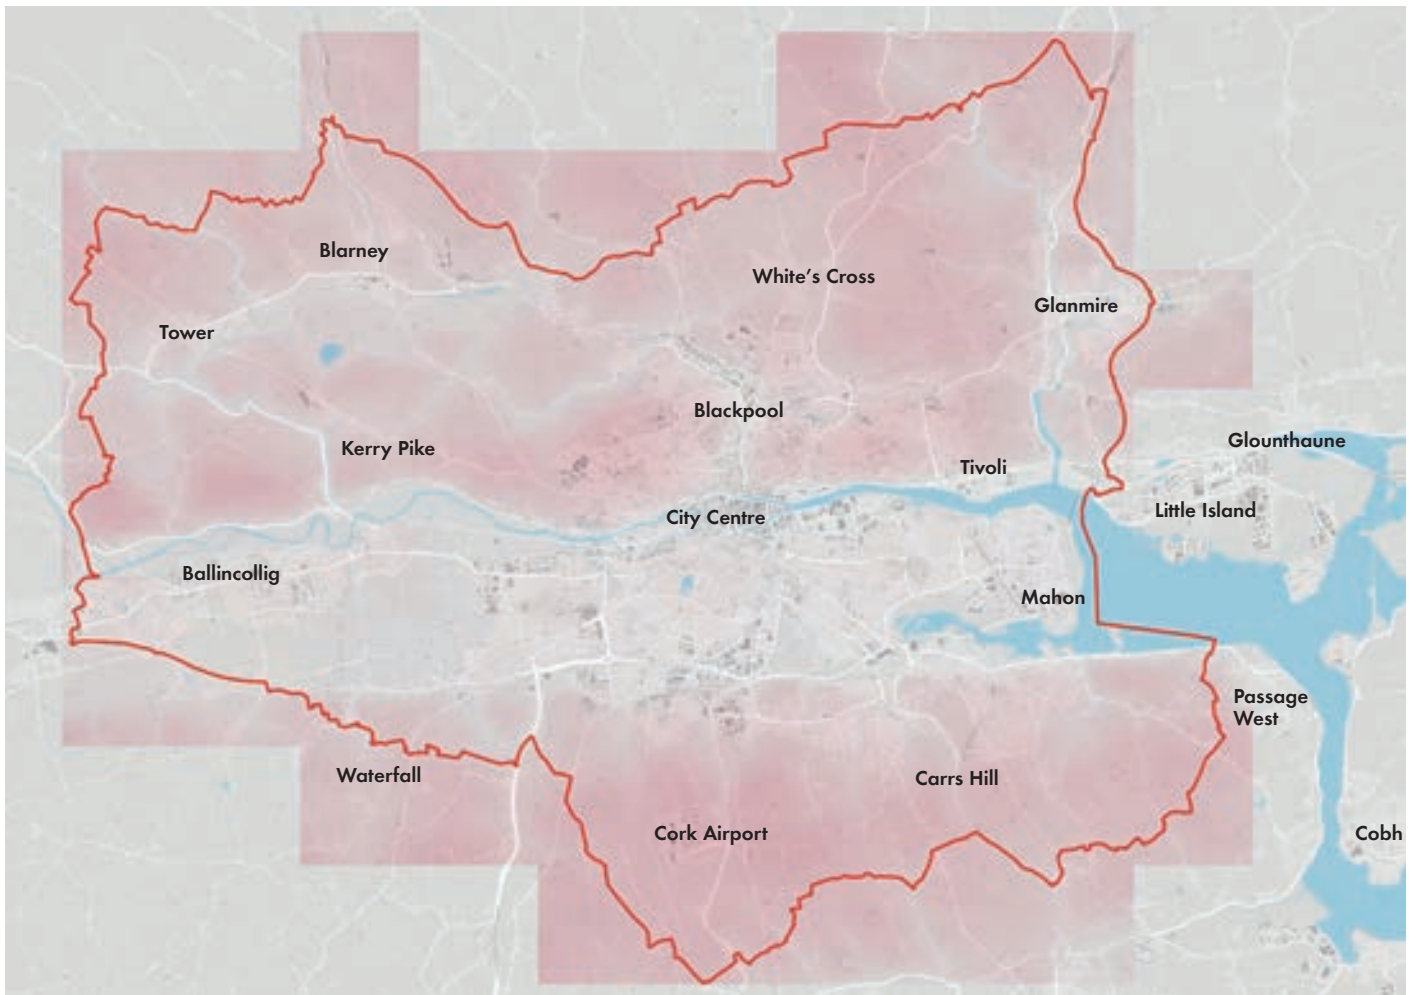 Blarney
White's Cross
Glanmire
Tower
Blackpool
Glounthaune
Kerry Pike
Tivoli
Little Island
City Centre
Ballincollig
Mahon
Passage
West
Waterfall
Carrs Hill
Cork Airport
Cobh